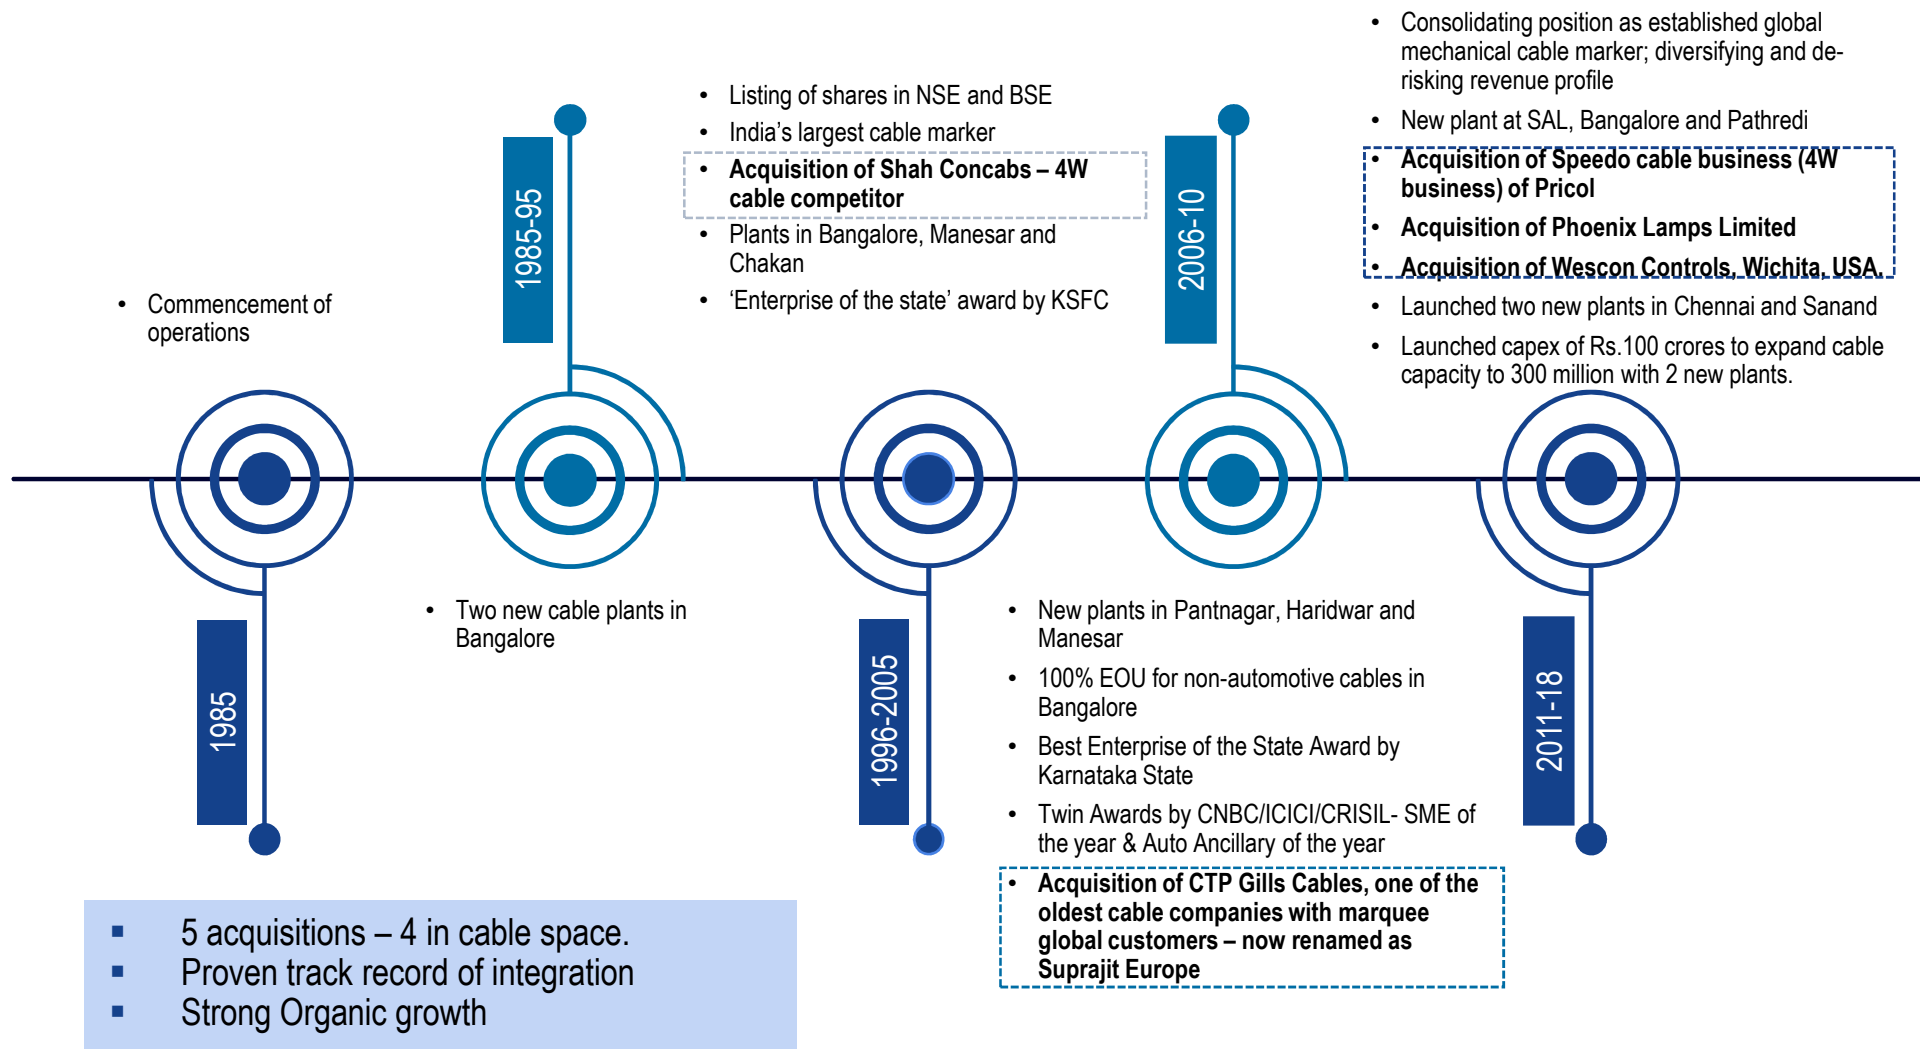 • Commencement of
operations
1985
1985-95
• Two new cable plants in
Bangalore
• Listing of shares in NSE and BSE
• India’s largest cable marker
• Acquisition of Shah Concabs – 4W
cable competitor
• Plants in Bangalore, Manesar and
Chakan
• ‘Enterprise of the state’ award by KSFC
1996-2005
2006-10
• New plants in Pantnagar, Haridwar and
Manesar
• 100% EOU for non-automotive cables in
Bangalore
• Best Enterprise of the State Award by
Karnataka State
• Twin Awards by CNBC/ICICI/CRISIL- SME of
the year & Auto Ancillary of the year
• Acquisition of CTP Gills Cables, one of the
oldest cable companies with marquee
global customers – now renamed as
Suprajit Europe
• Consolidating position as established global
mechanical cable marker; diversifying and de-
risking revenue profile
• New plant at SAL, Bangalore and Pathredi
• Acquisition of Speedo cable business (4W
business) of Pricol
• Acquisition of Phoenix Lamps Limited
• Acquisition of Wescon Controls, Wichita, USA.
• Launched two new plants in Chennai and Sanand
• Launched capex of Rs.100 crores to expand cable
capacity to 300 million with 2 new plants.
2011-18
▪ 5 acquisitions – 4 in cable space.
▪ Proven track record of integration
▪ Strong Organic growth